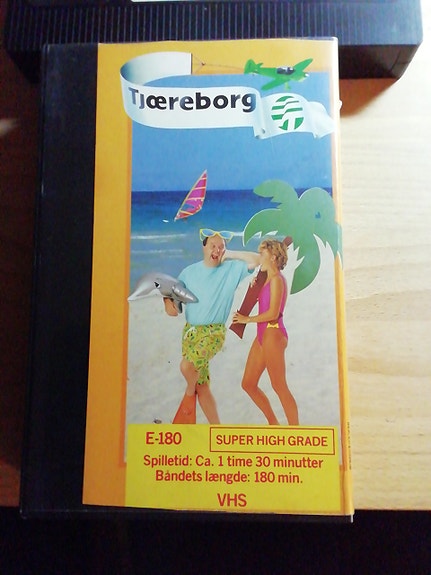 Tjæreborg
E-180
SUPER HIGH GRADE
Spilletid: Ca. 1 time 30 minutter
Båndets længde: 180 min.
VHS